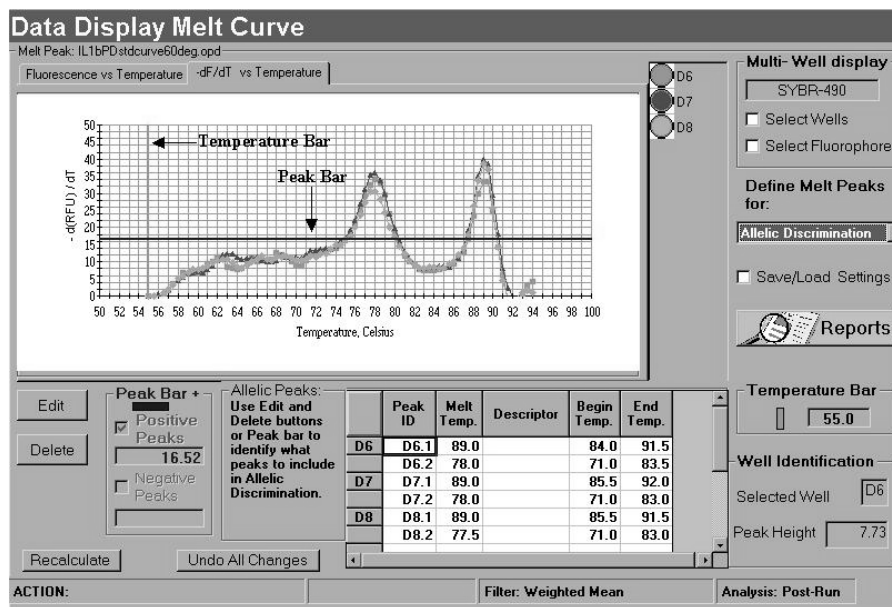 Data Display Melt Curve
Melt Peak: IL1bPDstdcurve60deg.opd
Fluorescence vs Temperature
-dF/dT vs Temperature
D6
D7
D8
Multi- Well display
SYBR-490
Select Wells
Select Fluorophore
Define Melt Peaks
for:
Allelic Discrimination
Save/Load Settings
Reports
Temperature Bar
Peak Bar
- d(RFU) / dT
50
45
40
35
30
25
20
15
10
5
0
50 52 54 56 58 60 62 64 66 68 70 72 74 76 78 80 82 84 86 88 90 92 94 96 98 100
Temperature, Celsius
Edit
Delete
Peak Bar +
Positive
Peaks
16.52
Negative
Peaks
Allelic Peaks:
Use Edit and
Delete buttons
or Peak bar to
identify what
peaks to include
in Allelic
Discrimination.
Peak ID Melt Temp. Descriptor Begin Temp. End Temp.
D6 D6.1 89.0 84.0 91.5
D6.2 78.0 71.0 83.5
D7 D7.1 89.0 85.5 92.0
D7.2 78.0 71.0 83.0
D8 D8.1 89.0 85.5 91.5
D8.2 77.5 71.0 83.0
Temperature Bar
55.0
Well Identification
Selected Well D6
Peak Height 7.73
Recalculate
Undo All Changes
ACTION:
Filter: Weighted Mean
Analysis: Post-Run